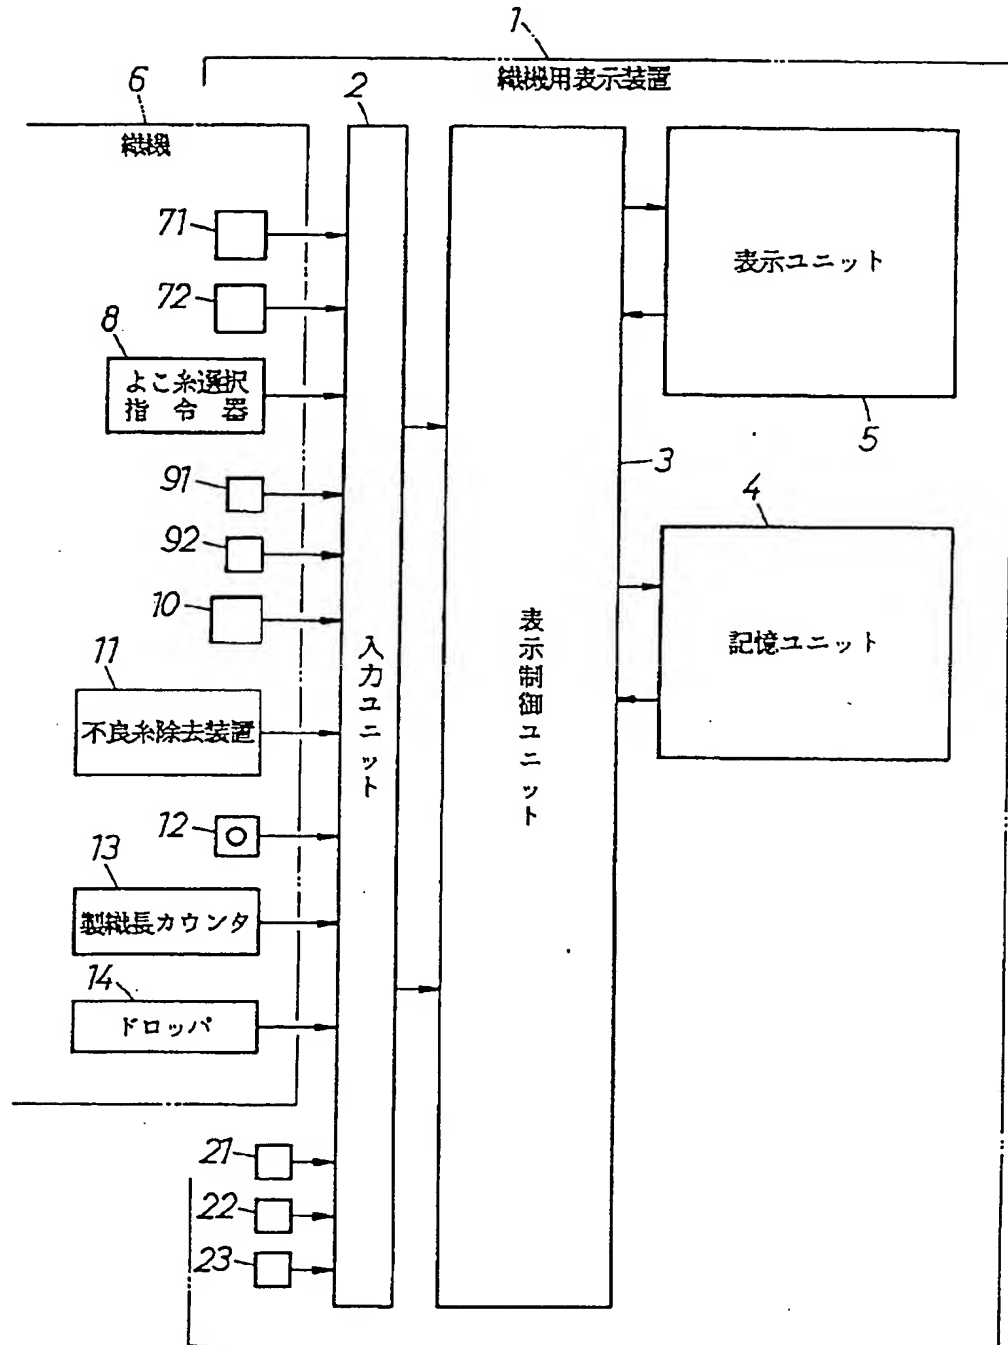 1
織機用表示装置
6
織機
2
71
72
8
よこ糸選択
指令器
91
92
10
11
不良糸除去装置
12
13
製織長カウンタ
14
ドロッパ
21
22
23
入力ユニット
表示制御ユニット
3
表示ユニット
5
4
記憶ユニット